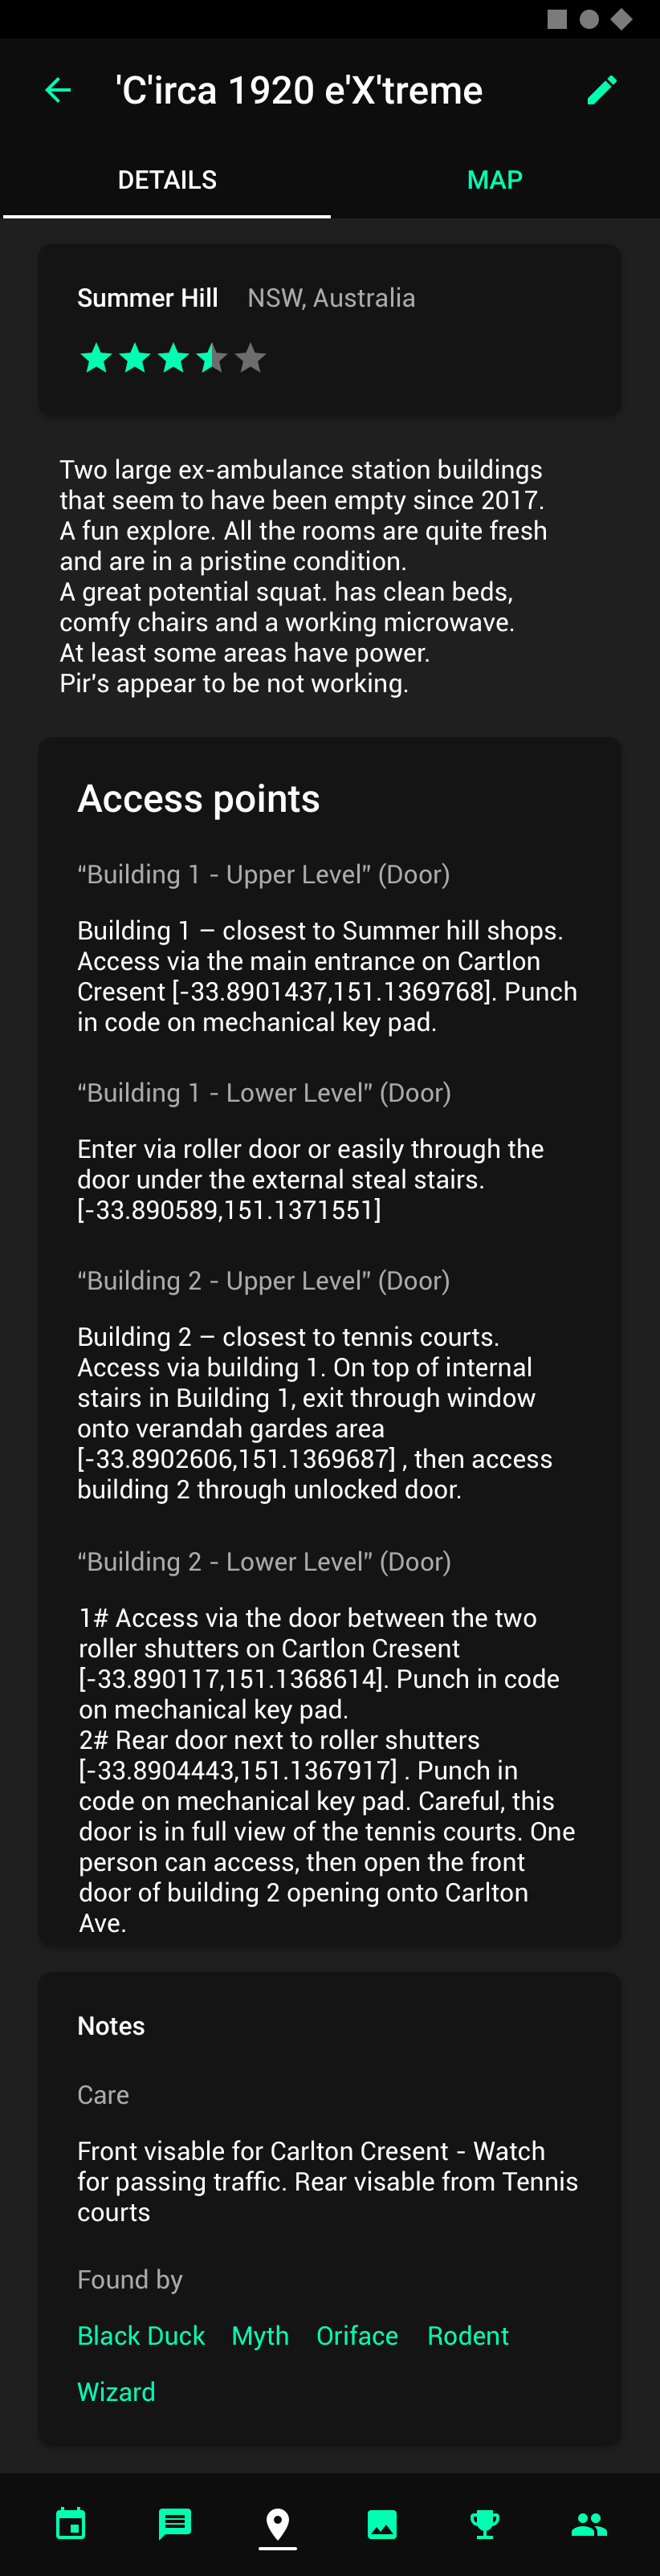 'C'irca 1920 e'X'treme
DETAILS
MAP
Summer Hill NSW, Australia
Two large ex-ambulance station buildings
that seem to have been empty since 2017.
A fun explore. All the rooms are quite fresh
and are in a pristine condition.
A great potential squat. has clean beds,
comfy chairs and a working microwave.
At least some areas have power.
Pir's appear to be not working.
Access points
“Building 1 - Upper Level" (Door)
Building 1 – closest to Summer hill shops.
Access via the main entrance on Cartlon
Cresent [-33.8901437,151.1369768]. Punch
in code on mechanical key pad.
“Building 1 - Lower Level" (Door)
Enter via roller door or easily through the
door under the external steal stairs.
[-33.890589,151.1371551]
“Building 2 - Upper Level" (Door)
Building 2 – closest to tennis courts.
Access via building 1. On top of internal
stairs in Building 1, exit through window
onto verandah gardes area
[-33.8902606,151.1369687] , then access
building 2 through unlocked door.
“Building 2 - Lower Level" (Door)
1# Access via the door between the two
roller shutters on Cartlon Cresent
[-33.890117,151.1368614]. Punch in code
on mechanical key pad.
2# Rear door next to roller shutters
[-33.8904443,151.1367917] . Punch in
code on mechanical key pad. Careful, this
door is in full view of the tennis courts. One
person can access, then open the front
door of building 2 opening onto Carlton
Ave.
Notes
Care
Front visable for Carlton Cresent - Watch
for passing traffic. Rear visable from Tennis
courts
Found by
Black Duck Myth Oriface Rodent
Wizard